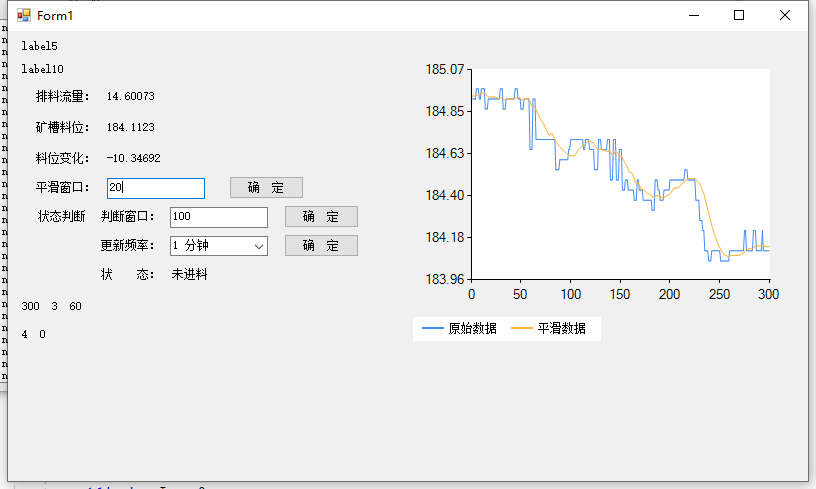 Form1
label5
label10
排料流量： 14.60073
矿槽料位： 184.1123
料位变化： -10.34692
平滑窗口： 20 确 定
状态判断 判断窗口： 100 确 定
更新频率： 1 分钟 确 定
状 态： 未进料
300 3 60
4 0
185.07
184.85
184.63
184.40
184.18
183.96
0 50 100 150 200 250 300
原始数据 平滑数据